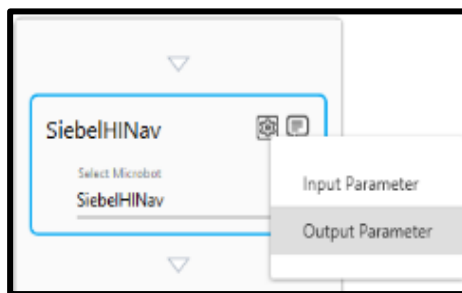 SiebelHINav
Select Microbot
SiebelHINav
Input Parameter
Output Parameter